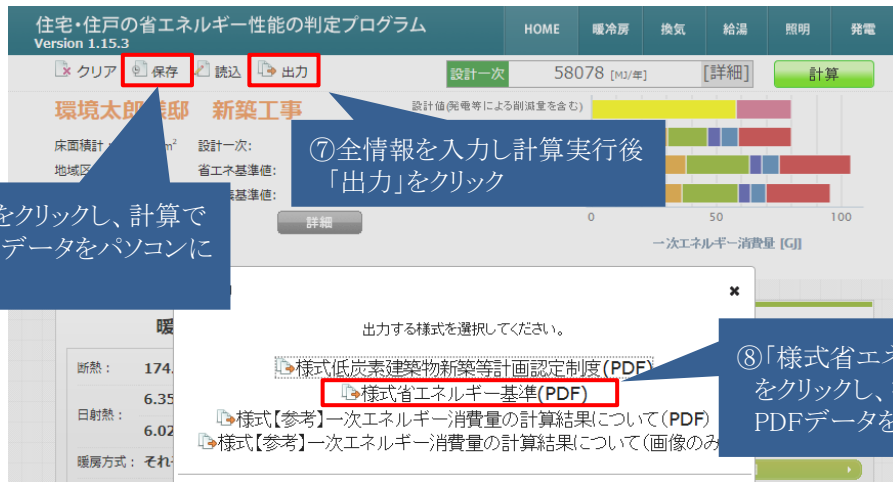 住宅・住戸の省エネルギー性能の判定プログラム
Version 1.15.3
HOME 暖冷房 換気 給湯 照明 発電
クリア 保存 読込 出力
設計一次 58078 [MJ/年] [詳細] 計算
環境太郎様邸 新築工事
設計値(発電等による削減量を含む)
床面積計
m²
設計一次:
地域区
省エネ基準値:
基準値:
詳細
⑦全情報を入力し計算実行後
「出力」をクリック
をクリックし、計算で
データをパソコンに
0 50 100
一次エネルギー消費量 [GJ]
出力する様式を選択してください。
様式低炭素建築物新築等計画認定制度(PDF)
様式省エネルギー基準(PDF)
様式【参考】一次エネルギー消費量の計算結果について(PDF)
様式【参考】一次エネルギー消費量の計算結果について(画像のみ
⑧「様式省エネ
をクリックし、
PDFデータを
暖
断熱: 174.
6.35
日射熱:
6.02
暖房方式: それ